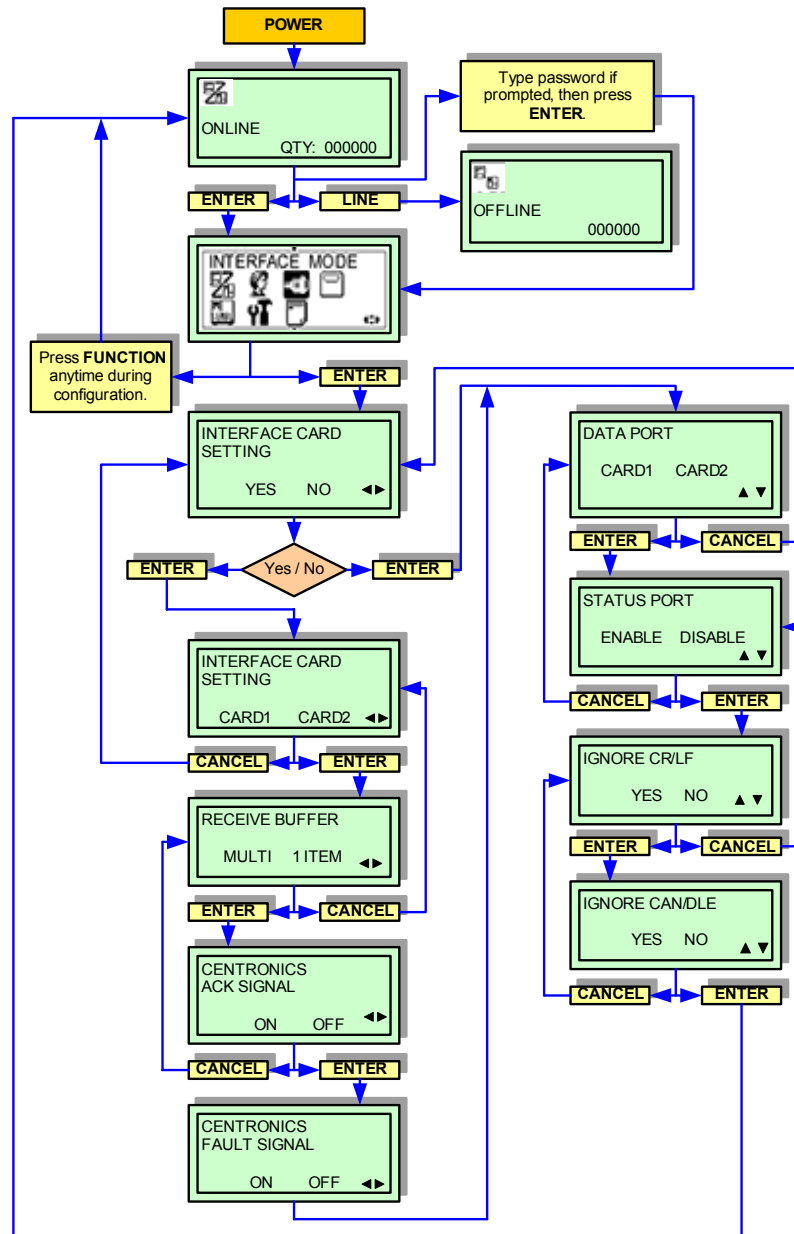 POWER
ONLINE
QTY: 000000
Type password if
prompted, then press
ENTER.
ENTER
LINE
OFFLINE
000000
INTERFACE MODE
Press FUNCTION
anytime during
configuration.
ENTER
INTERFACE CARD
SETTING
YES NO
Yes / No
ENTER
ENTER
INTERFACE CARD
SETTING
CARD1 CARD2
CANCEL
ENTER
RECEIVE BUFFER
MULTI 1 ITEM
ENTER
CANCEL
CENTRONICS
ACK SIGNAL
ON OFF
CANCEL
ENTER
CENTRONICS
FAULT SIGNAL
ON OFF
DATA PORT
CARD1 CARD2
ENTER
CANCEL
STATUS PORT
ENABLE DISABLE
CANCEL
ENTER
IGNORE CR/LF
YES NO
ENTER
CANCEL
IGNORE CAN/DLE
YES NO
CANCEL
ENTER